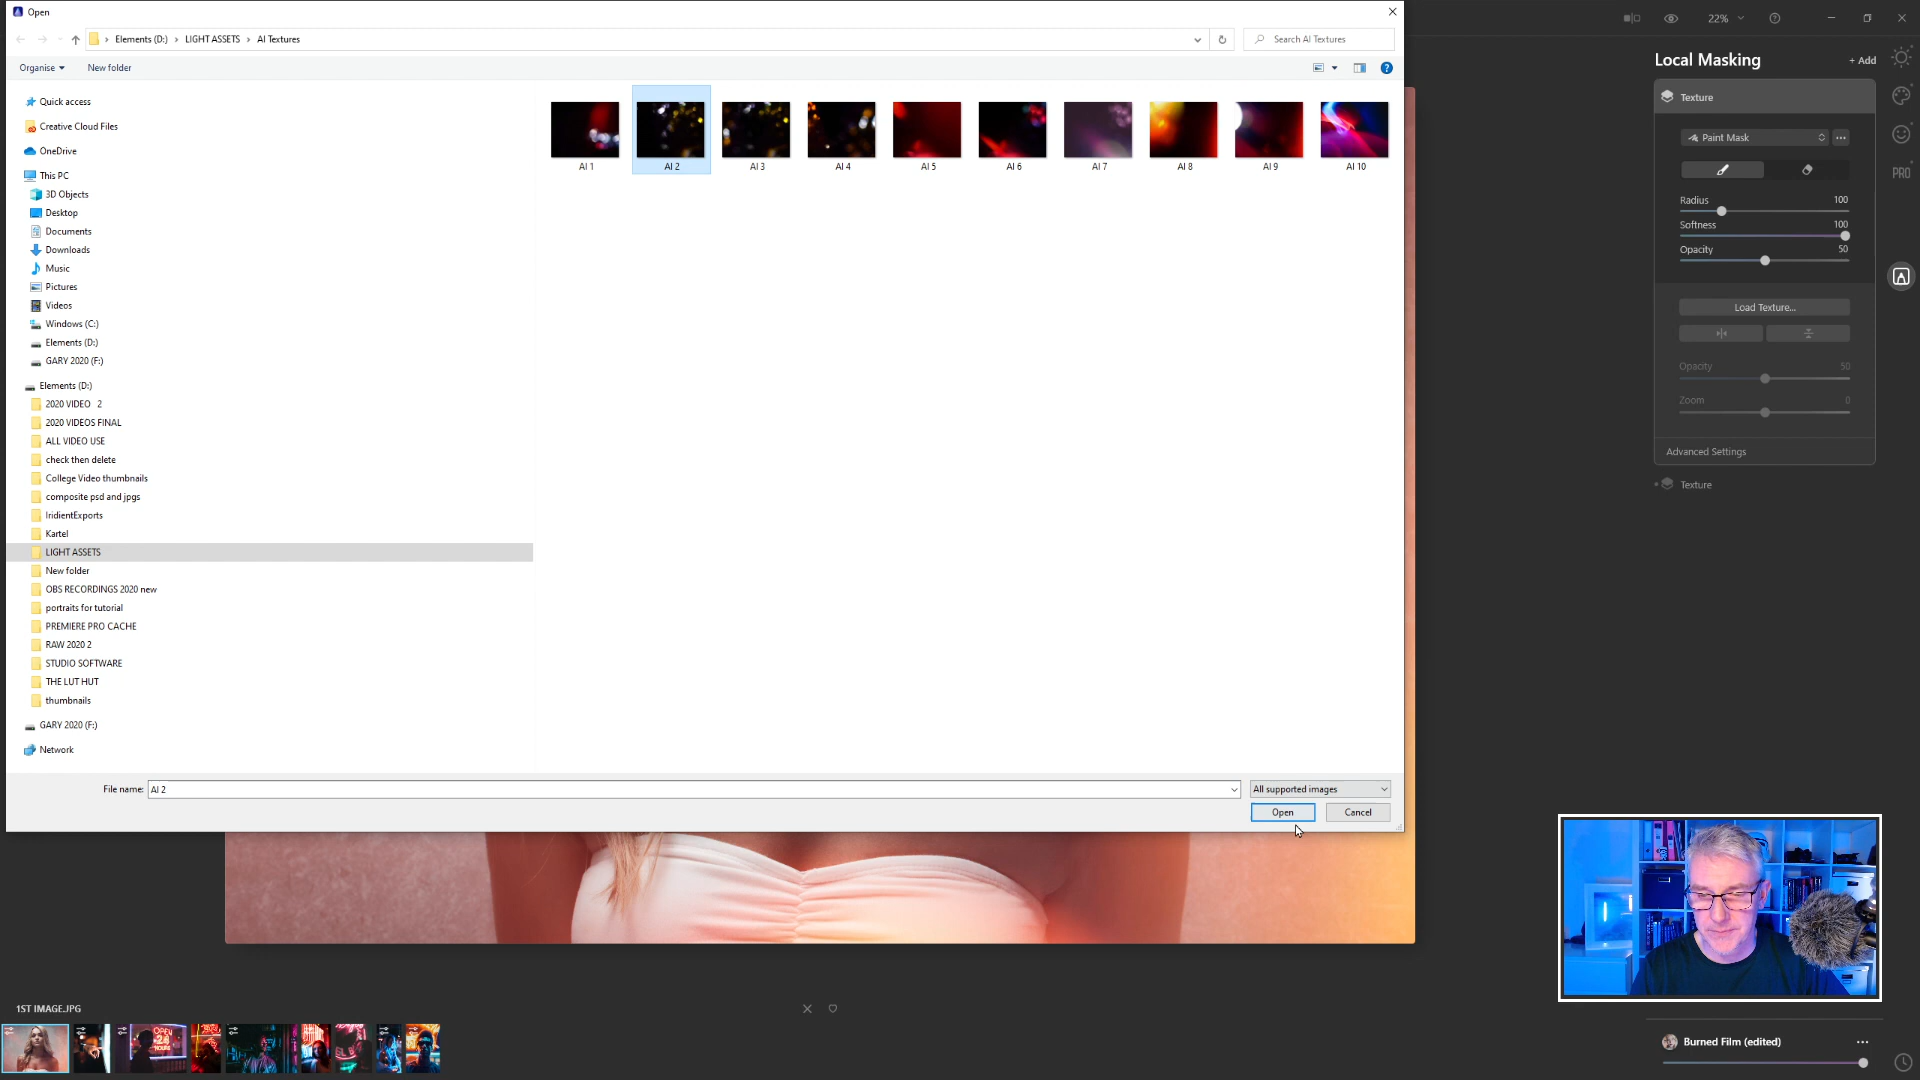 Open
Elements (D:) › LIGHT ASSETS › AI Textures
Search AI Textures
Organise
New folder
Quick access
Creative Cloud Files
OneDrive
This PC
3D Objects
Desktop
Documents
Downloads
Music
Pictures
Videos
Windows (C:)
Elements (D:)
GARY 2020 (F:)
Elements (D:)
2020 VIDEO 2
2020 VIDEOS FINAL
ALL VIDEO USE
check then delete
College Video thumbnails
composite psd and jpgs
IridientExports
Kartel
LIGHT ASSETS
New folder
OBS RECORDINGS 2020 new
portraits for tutorial
PREMIERE PRO CACHE
RAW 2020 2
STUDIO SOFTWARE
THE LUT HUT
thumbnails
GARY 2020 (F:)
Network
AI 1
AI 2
AI 3
AI 4
AI 5
AI 6
AI 7
AI 8
AI 9
AI 10
File name: AI 2
All supported images
Open
Cancel
22%
Local Masking
+ Add
Texture
Paint Mask
Radius 100
Softness 100
Opacity 50
Load Texture...
Opacity 50
Zoom 0
Advanced Settings
Texture
PRO
1ST IMAGE.JPG
OPEN
24
HOURS
Burned Film (edited)